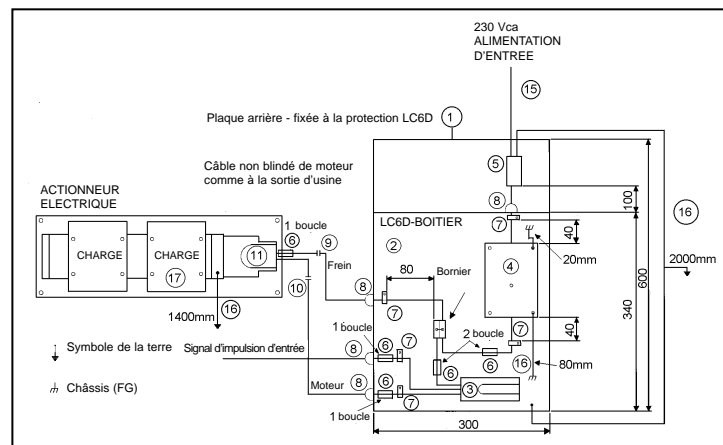 230 Vca
ALIMENTATION
D'ENTREE
15
Plaque arrière - fixée à la protection LC6D
1
5
Câble non blindé de moteur
comme à la sortie d'usine
ACTIONNEUR
ELECTRIQUE
8
100
LC6D-BOITIER
7
16
1 boucle
6
9
2
40
CHARGE
CHARGE
11
Frein
4
20mm
2000mm
17
80
600
10
8
Bornier
340
16
7
1400mm
7
40
Symbole de la terre
Signal d'impulsion d'entrée
1 boucle
7
2 boucle
8
6
6
16
80mm
6
Châssis (FG)
Moteur
8
6
3
7
1 boucle
300